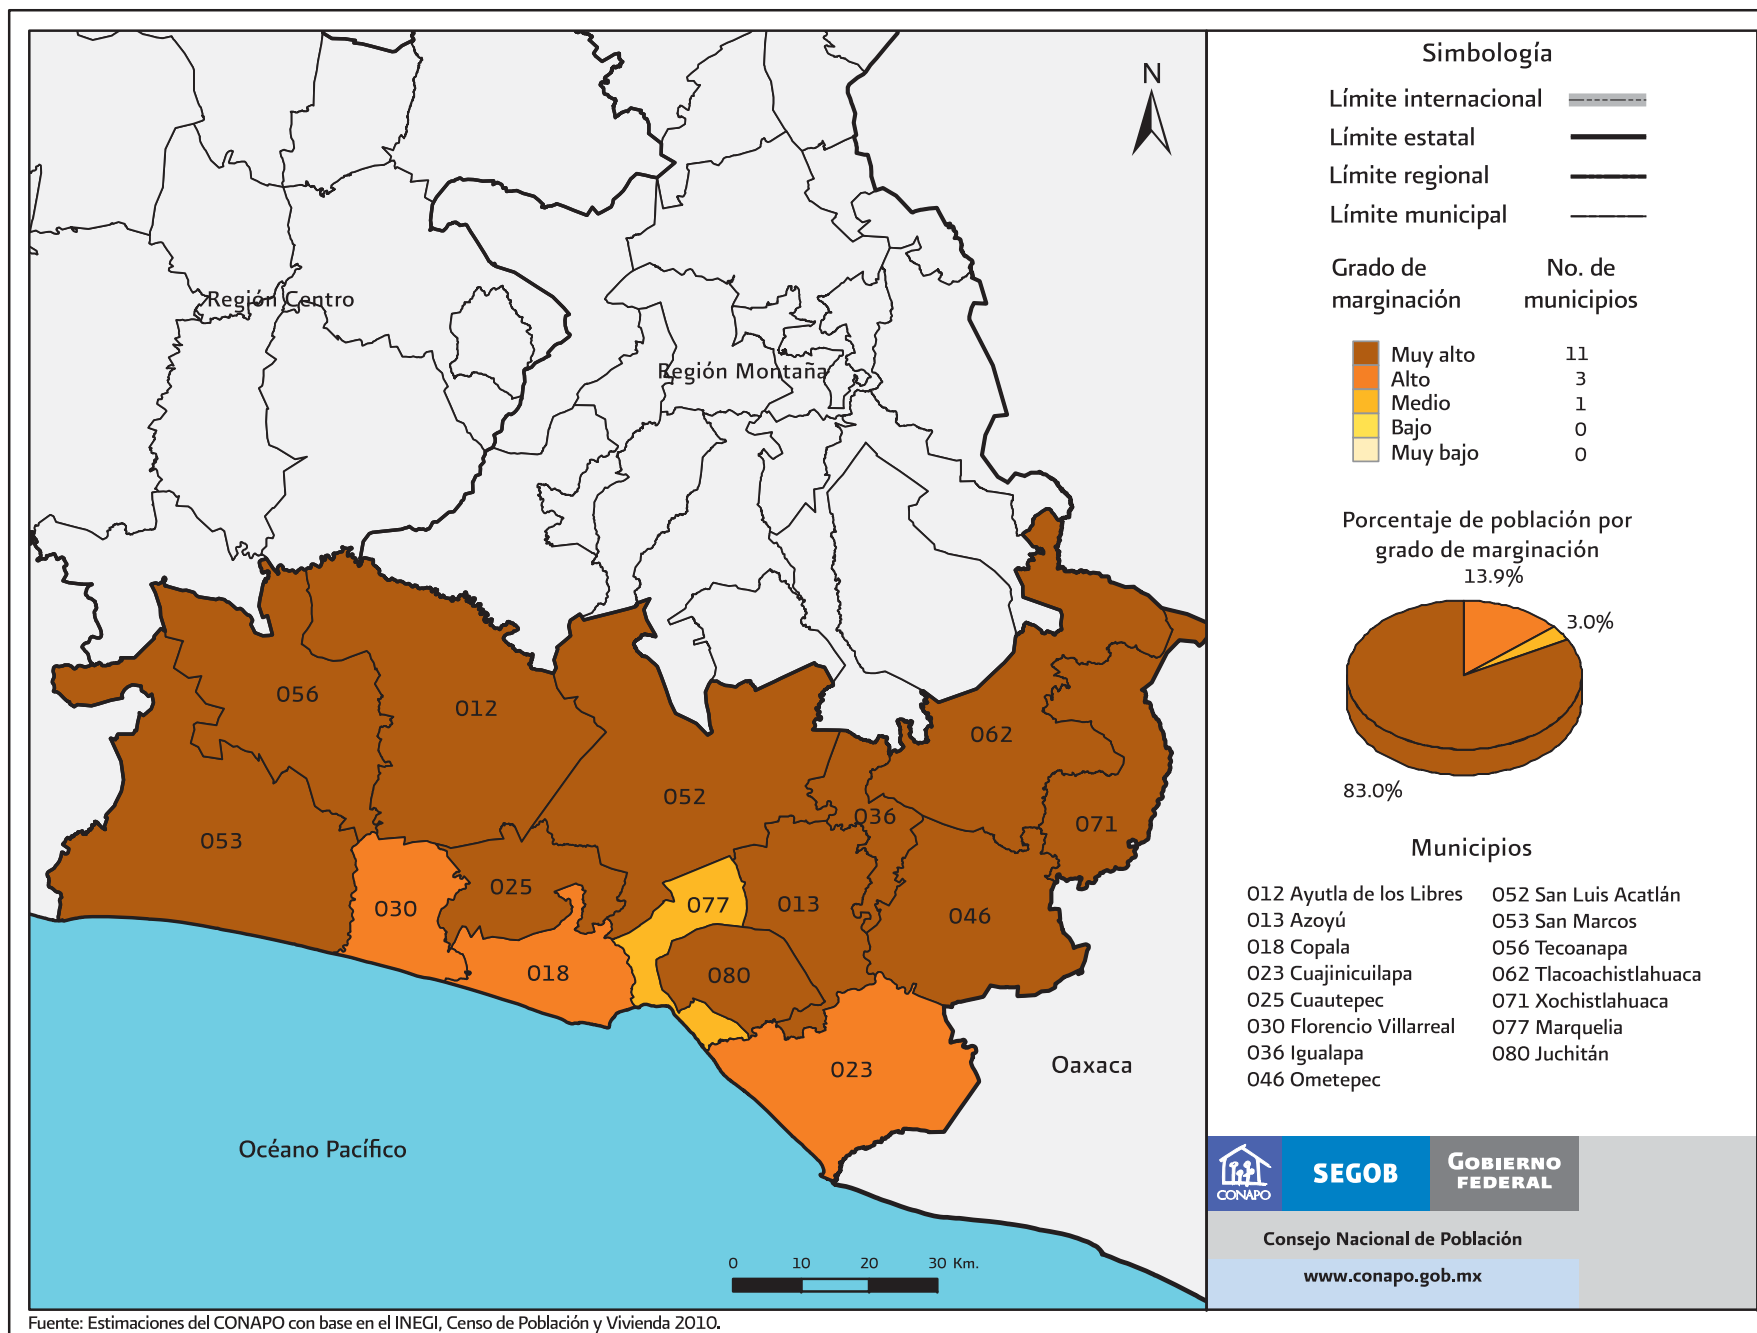 Simbología
Límite internacional
Límite estatal
Límite regional
Límite municipal
Grado de marginación
No. de municipios
Muy alto 11
Alto 3
Medio 1
Bajo 0
Muy bajo 0
Porcentaje de población por
grado de marginación
13.9%
3.0%
83.0%
Municipios
012 Ayutla de los Libres
013 Azoyú
018 Copala
023 Cuajinicuilapa
025 Cuautepec
030 Florencio Villarreal
036 Igualapa
046 Ometepec
052 San Luis Acatlán
053 San Marcos
056 Tecoanapa
062 Tlacoachistlahuaca
071 Xochistlahuaca
077 Marquelia
080 Juchitán
CONAPO
SEGOB
GOBIERNO
FEDERAL
Consejo Nacional de Población
www.conapo.gob.mx
N
Región Centro
Región Montaña
056
012
062
052
036
071
053
025
030
077
013
046
018
080
023
Oaxaca
Océano Pacífico
0 10 20 30 Km.
Fuente: Estimaciones del CONAPO con base en el INEGI, Censo de Población y Vivienda 2010.